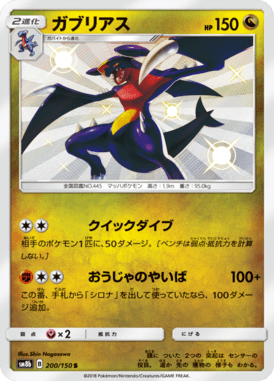 2進化 ガブリアス HP 150
ガバイトから進化
全国図鑑NO.445 マッハポケモン 高さ:1.9m 重さ:95.0kg
クイックダイブ
相手のポケモン1匹に、50ダメージ。[ベンチは弱点・抵抗力を計算しない。]
おうじゃのやいば 100+
この番、手札から「シロナ」を出して使っていたなら、100ダメージ追加。
弱点 ×2 抵抗力 にげる
Illus.Shin Nagasawa
sm8b 200/150 S
©2018 Pokémon/Nintendo/Creatures/GAME FREAK.